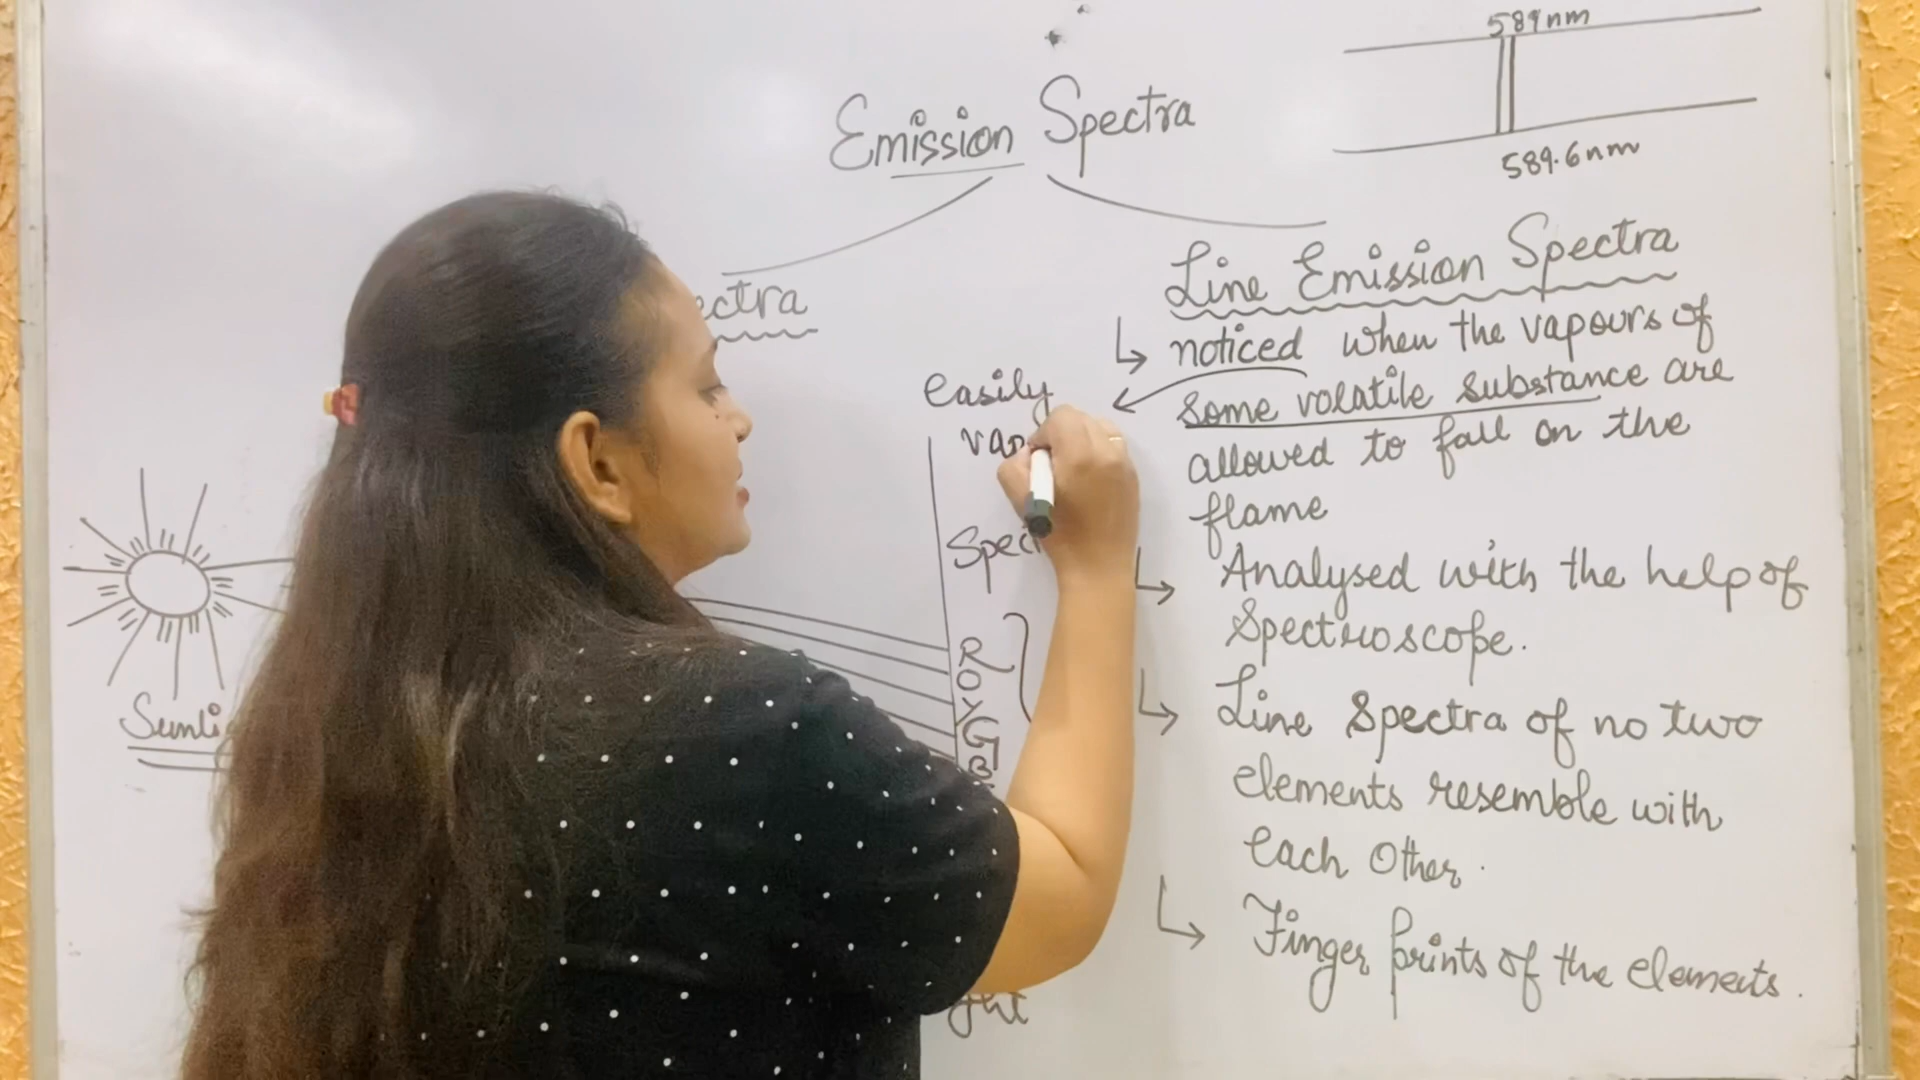 589nm
Emission Spectra
589.6nm
Line Emission Spectra
noticed when the vapours of
some volatile substance are
allowed to fall on the
flame
easily
Analysed with the help of
Spectroscope.
Line Spectra of no two
elements resemble with
each other.
Finger prints of the elements.
R
O
Y
G
B